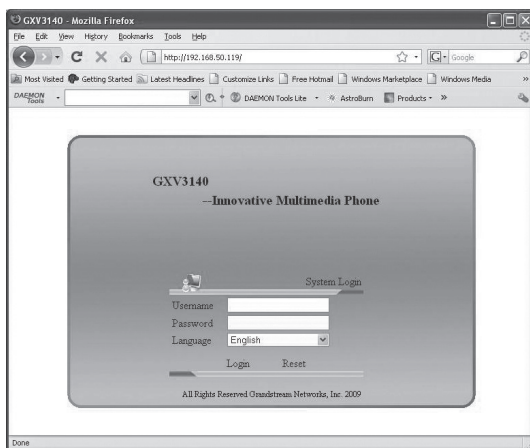 GXV3140 - Mozilla Firefox
File Edit View History Bookmarks Tools Help
http://192.168.50.119/
G Google
Most Visited Getting Started Latest Headlines Customize Links Free Hotmail Windows Marketplace Windows Media »
DAEMON Tools DAEMON Tools Lite AstroBurn Products »
GXV3140
--Innovative Multimedia Phone
System Login
Username
Password
Language English
Login Reset
All Rights Reserved Grandstream Networks, Inc. 2009
Done